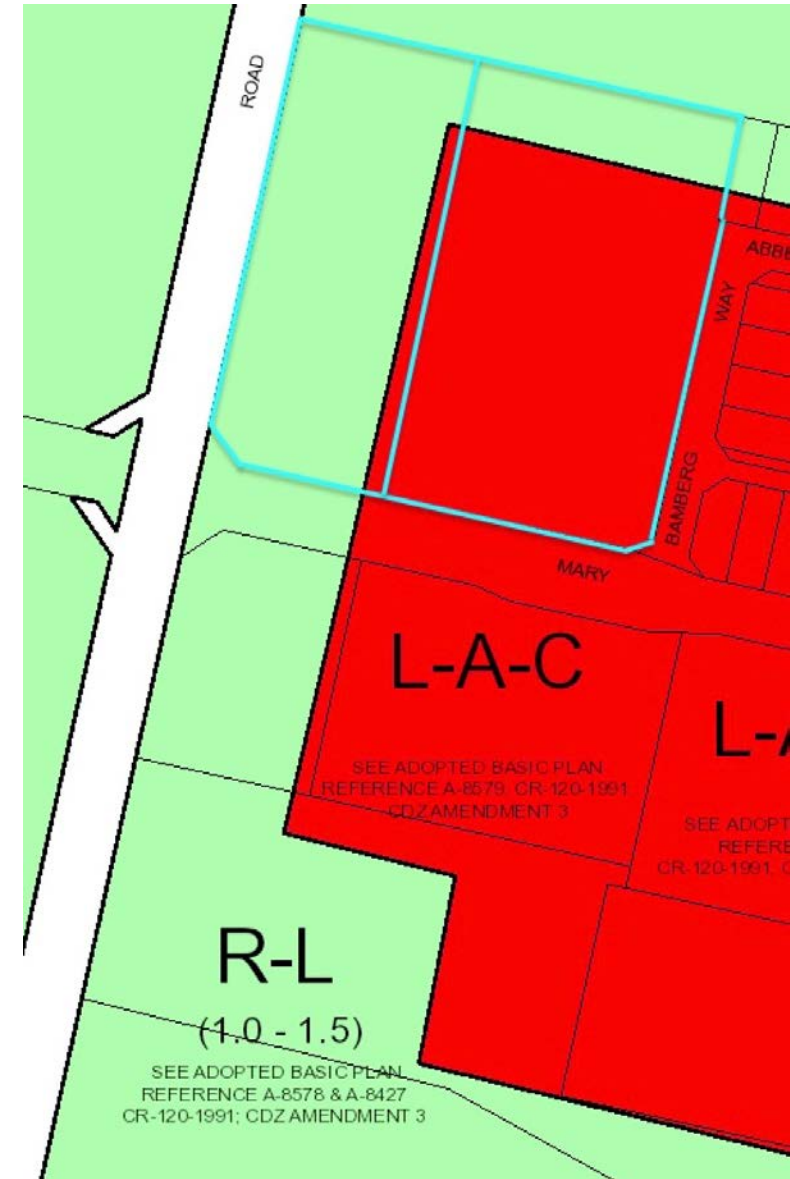 ROAD
ABBE
WAY
BAMBERG
MARY
L-A-C
SEE ADOPTED BASIC PLAN
REFERENCE A-8579, CR-120-1991
CDZ AMENDMENT 3
L-A
SEE ADOPT
REFERE
CR-120-1991, C
R-L
(1.0 - 1.5)
SEE ADOPTED BASIC PLAN
REFERENCE A-8578 & A-8427
CR-120-1991; CDZ AMENDMENT 3